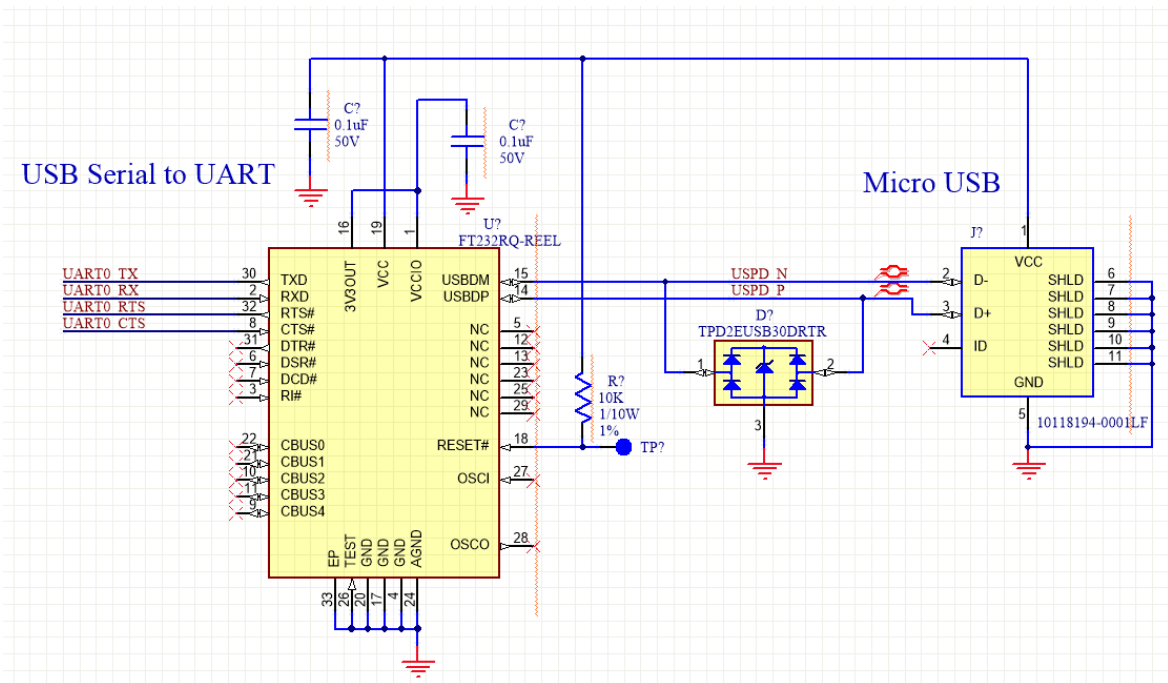 C?
0.1uF
50V
C?
0.1uF
50V
USB Serial to UART
Micro USB
16
19
1
U?
FT232RQ-REEL
J?
1
VCC
3V3OUT
VCC
VCCIO
UART0_TX
30
TXD
USBDM
15
USPD_N
2
D-
SHLD
6
UART0_RX
2
RXD
USBDP
14
USPD_P
SHLD
7
UART0_RTS
32
RTS#
3
D+
SHLD
8
UART0_CTS
8
CTS#
NC
5
D?
TPD2EUSB30DRTR
SHLD
9
31
DTR#
NC
12
4
ID
SHLD
10
6
DSR#
NC
13
1
2
SHLD
11
7
DCD#
NC
23
3
RI#
NC
25
NC
29
R?
10K
1/10W
1%
GND
5
10118194-0001LF
3
22
CBUS0
RESET#
18
TP?
21
CBUS1
10
CBUS2
OSCI
27
11
CBUS3
9
CBUS4
OSCO
28
EP
TEST
GND
GND
GND
AGND
33
26
20
17
4
24